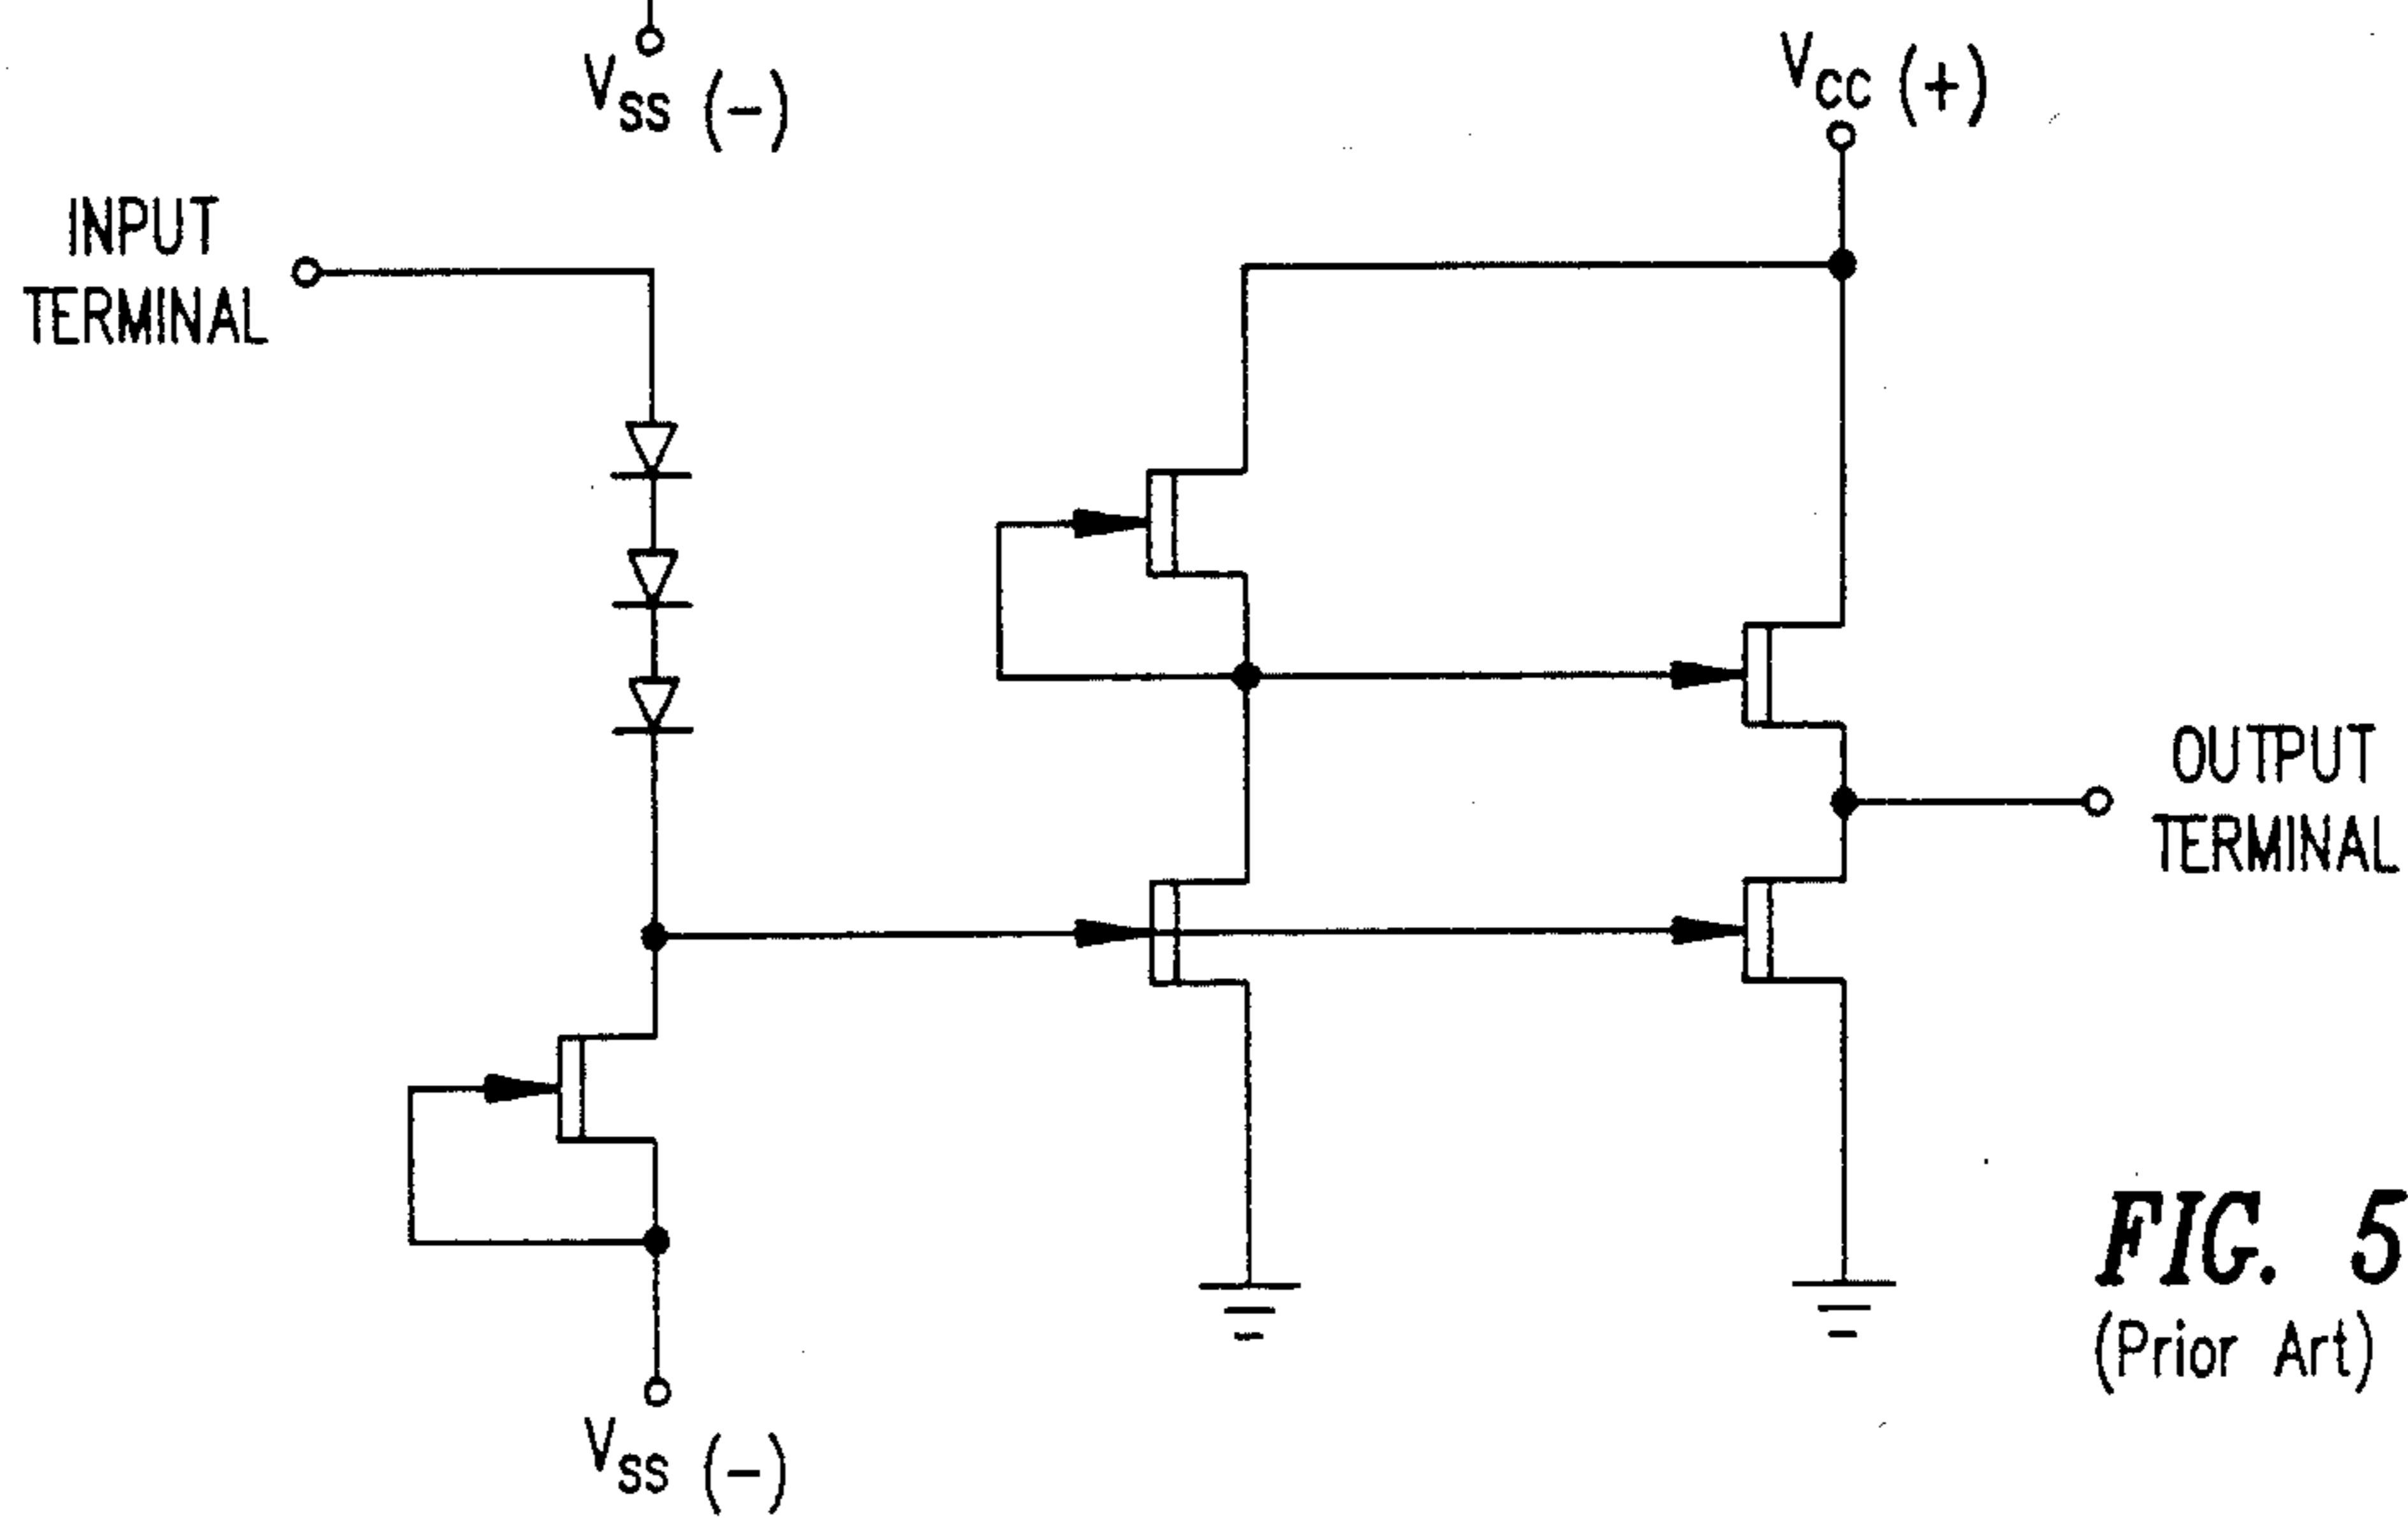 V_SS (-)
V_CC (+)
INPUT
TERMINAL
OUTPUT
TERMINAL
V_SS (-)
FIG. 5
(Prior Art)